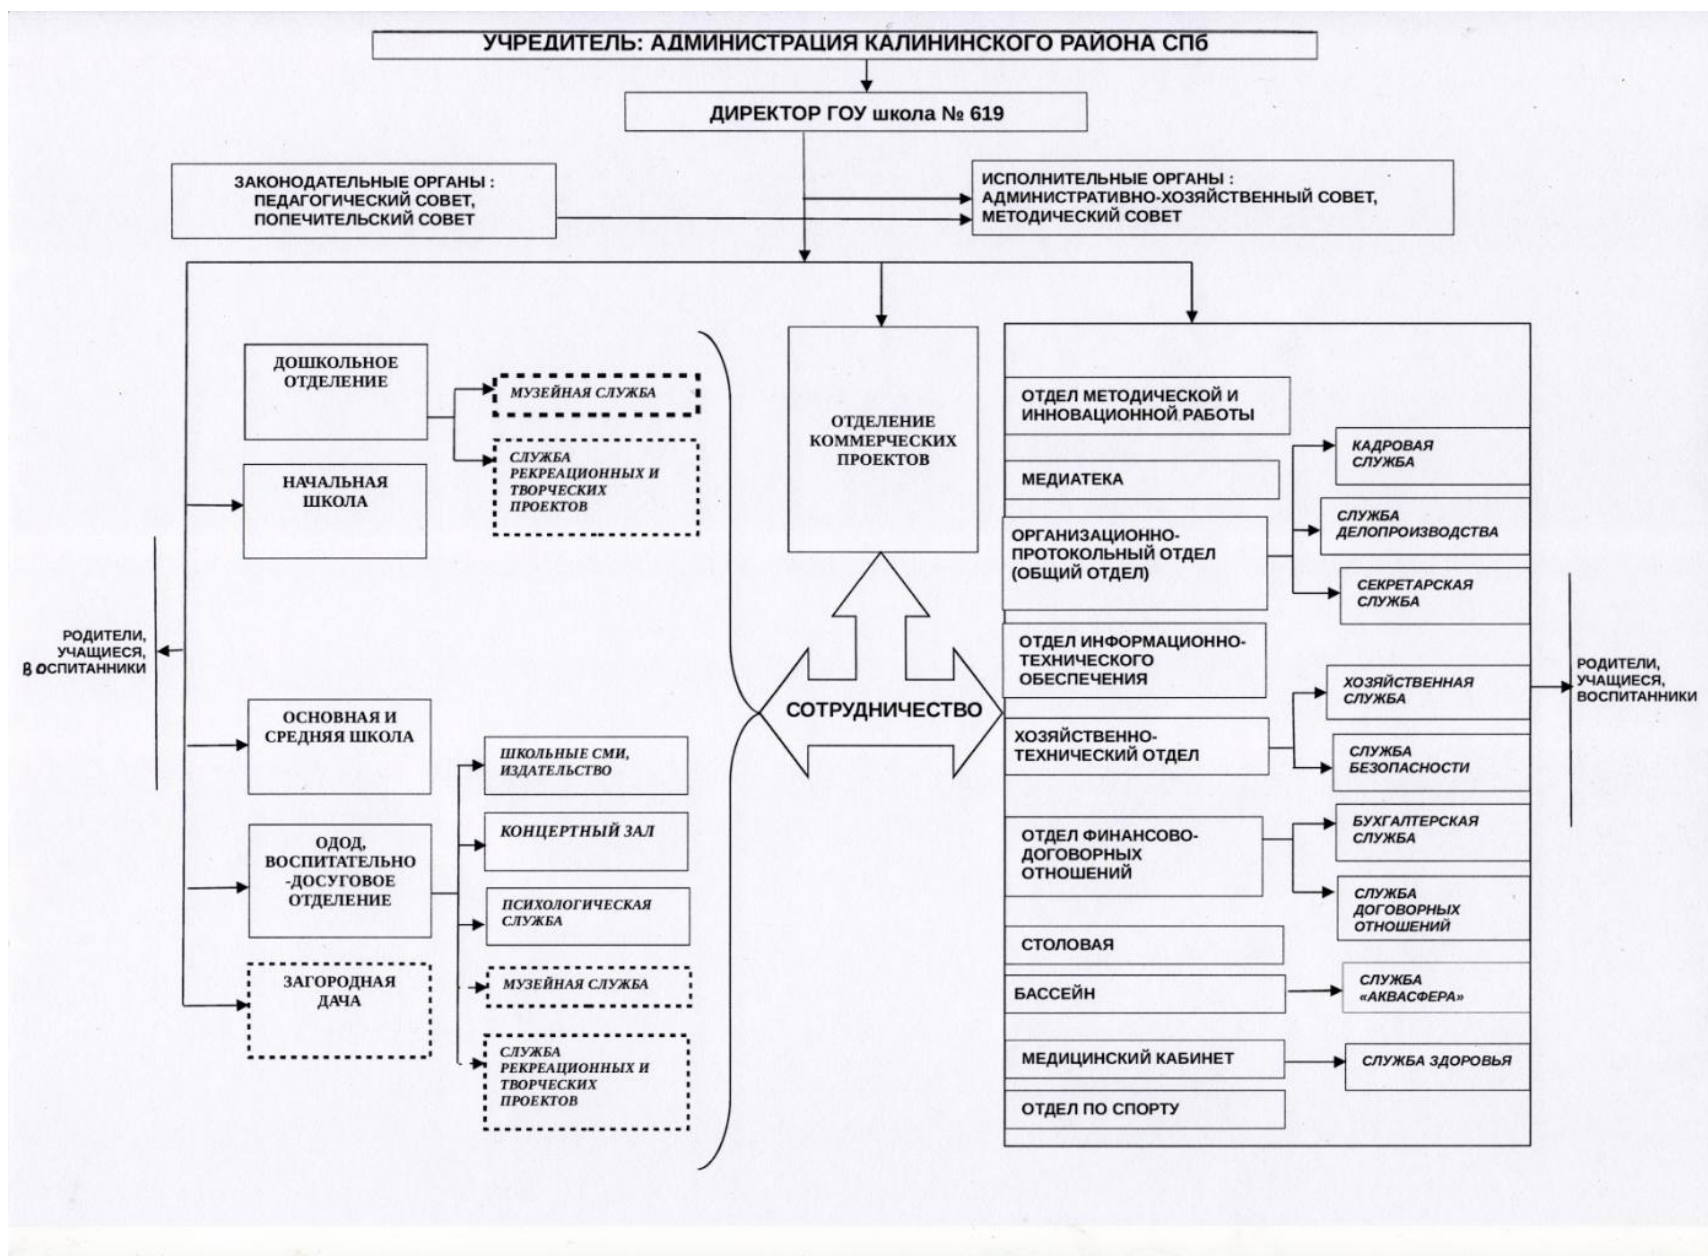 УЧРЕДИТЕЛЬ: АДМИНИСТРАЦИЯ КАЛИНИНСКОГО РАЙОНА СПб
ДИРЕКТОР ГОУ школа № 619
ЗАКОНОДАТЕЛЬНЫЕ ОРГАНЫ :
ПЕДАГОГИЧЕСКИЙ СОВЕТ,
ПОПЕЧИТЕЛЬСКИЙ СОВЕТ
ИСПОЛНИТЕЛЬНЫЕ ОРГАНЫ :
АДМИНИСТРАТИВНО-ХОЗЯЙСТВЕННЫЙ СОВЕТ,
МЕТОДИЧЕСКИЙ СОВЕТ
РОДИТЕЛИ,
УЧАЩИЕСЯ,
ВОСПИТАННИКИ
ДОШКОЛЬНОЕ
ОТДЕЛЕНИЕ
МУЗЕЙНАЯ СЛУЖБА
СЛУЖБА
РЕКРЕАЦИОННЫХ И
ТВОРЧЕСКИХ
ПРОЕКТОВ
НАЧАЛЬНАЯ
ШКОЛА
ОСНОВНАЯ И
СРЕДНЯЯ ШКОЛА
ОДОД,
ВОСПИТАТЕЛЬНО
-ДОСУГОВОЕ
ОТДЕЛЕНИЕ
ШКОЛЬНЫЕ СМИ,
ИЗДАТЕЛЬСТВО
КОНЦЕРТНЫЙ ЗАЛ
ПСИХОЛОГИЧЕСКАЯ
СЛУЖБА
МУЗЕЙНАЯ СЛУЖБА
СЛУЖБА
РЕКРЕАЦИОННЫХ И
ТВОРЧЕСКИХ
ПРОЕКТОВ
ЗАГОРОДНАЯ
ДАЧА
ОТДЕЛЕНИЕ
КОММЕРЧЕСКИХ
ПРОЕКТОВ
СОТРУДНИЧЕСТВО
ОТДЕЛ МЕТОДИЧЕСКОЙ И
ИННОВАЦИОННОЙ РАБОТЫ
МЕДИАТЕКА
ОРГАНИЗАЦИОННО-
ПРОТОКОЛЬНЫЙ ОТДЕЛ
(ОБЩИЙ ОТДЕЛ)
КАДРОВАЯ
СЛУЖБА
СЛУЖБА
ДЕЛОПРОИЗВОДСТВА
СЕКРЕТАРСКАЯ
СЛУЖБА
ОТДЕЛ ИНФОРМАЦИОННО-
ТЕХНИЧЕСКОГО
ОБЕСПЕЧЕНИЯ
ХОЗЯЙСТВЕННО-
ТЕХНИЧЕСКИЙ ОТДЕЛ
ХОЗЯЙСТВЕННАЯ
СЛУЖБА
СЛУЖБА
БЕЗОПАСНОСТИ
ОТДЕЛ ФИНАНСОВО-
ДОГОВОРНЫХ
ОТНОШЕНИЙ
БУХГАЛТЕРСКАЯ
СЛУЖБА
СЛУЖБА
ДОГОВОРНЫХ
ОТНОШЕНИЙ
СТОЛОВАЯ
БАССЕЙН
СЛУЖБА
«АКВАСФЕРА»
МЕДИЦИНСКИЙ КАБИНЕТ
СЛУЖБА ЗДОРОВЬЯ
ОТДЕЛ ПО СПОРТУ
РОДИТЕЛИ,
УЧАЩИЕСЯ,
ВОСПИТАННИКИ